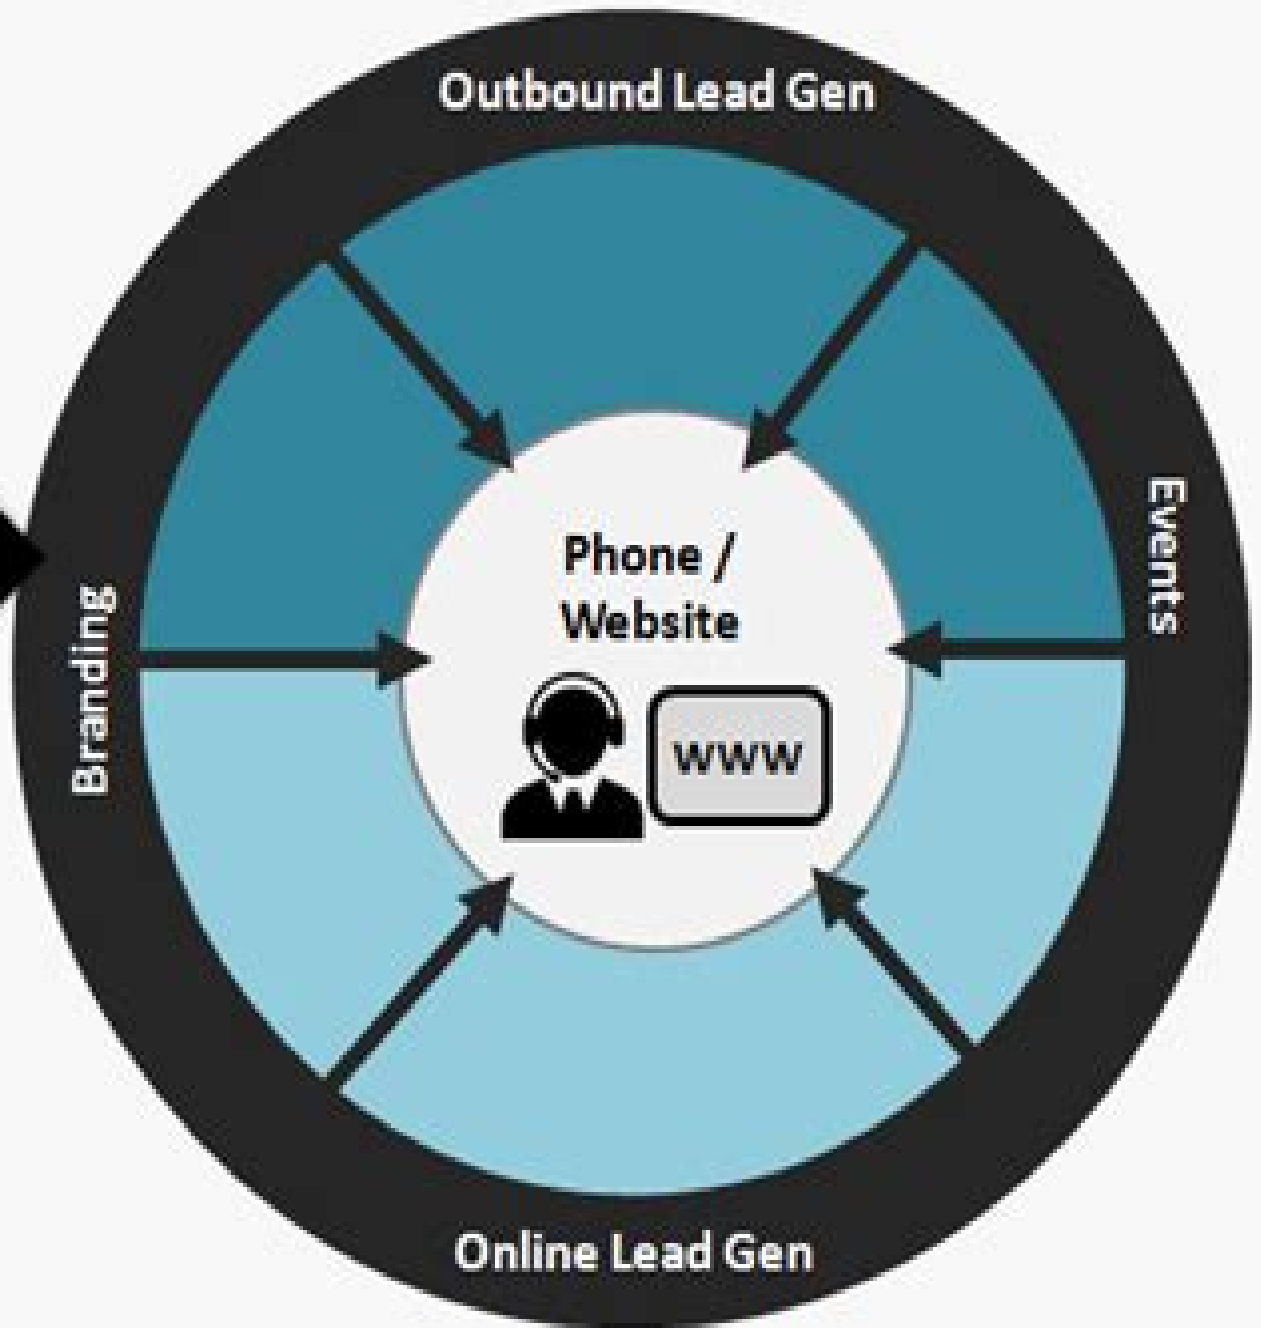 Outbound Lead Gen
Events
Phone /
Website
www
Branding
Online Lead Gen